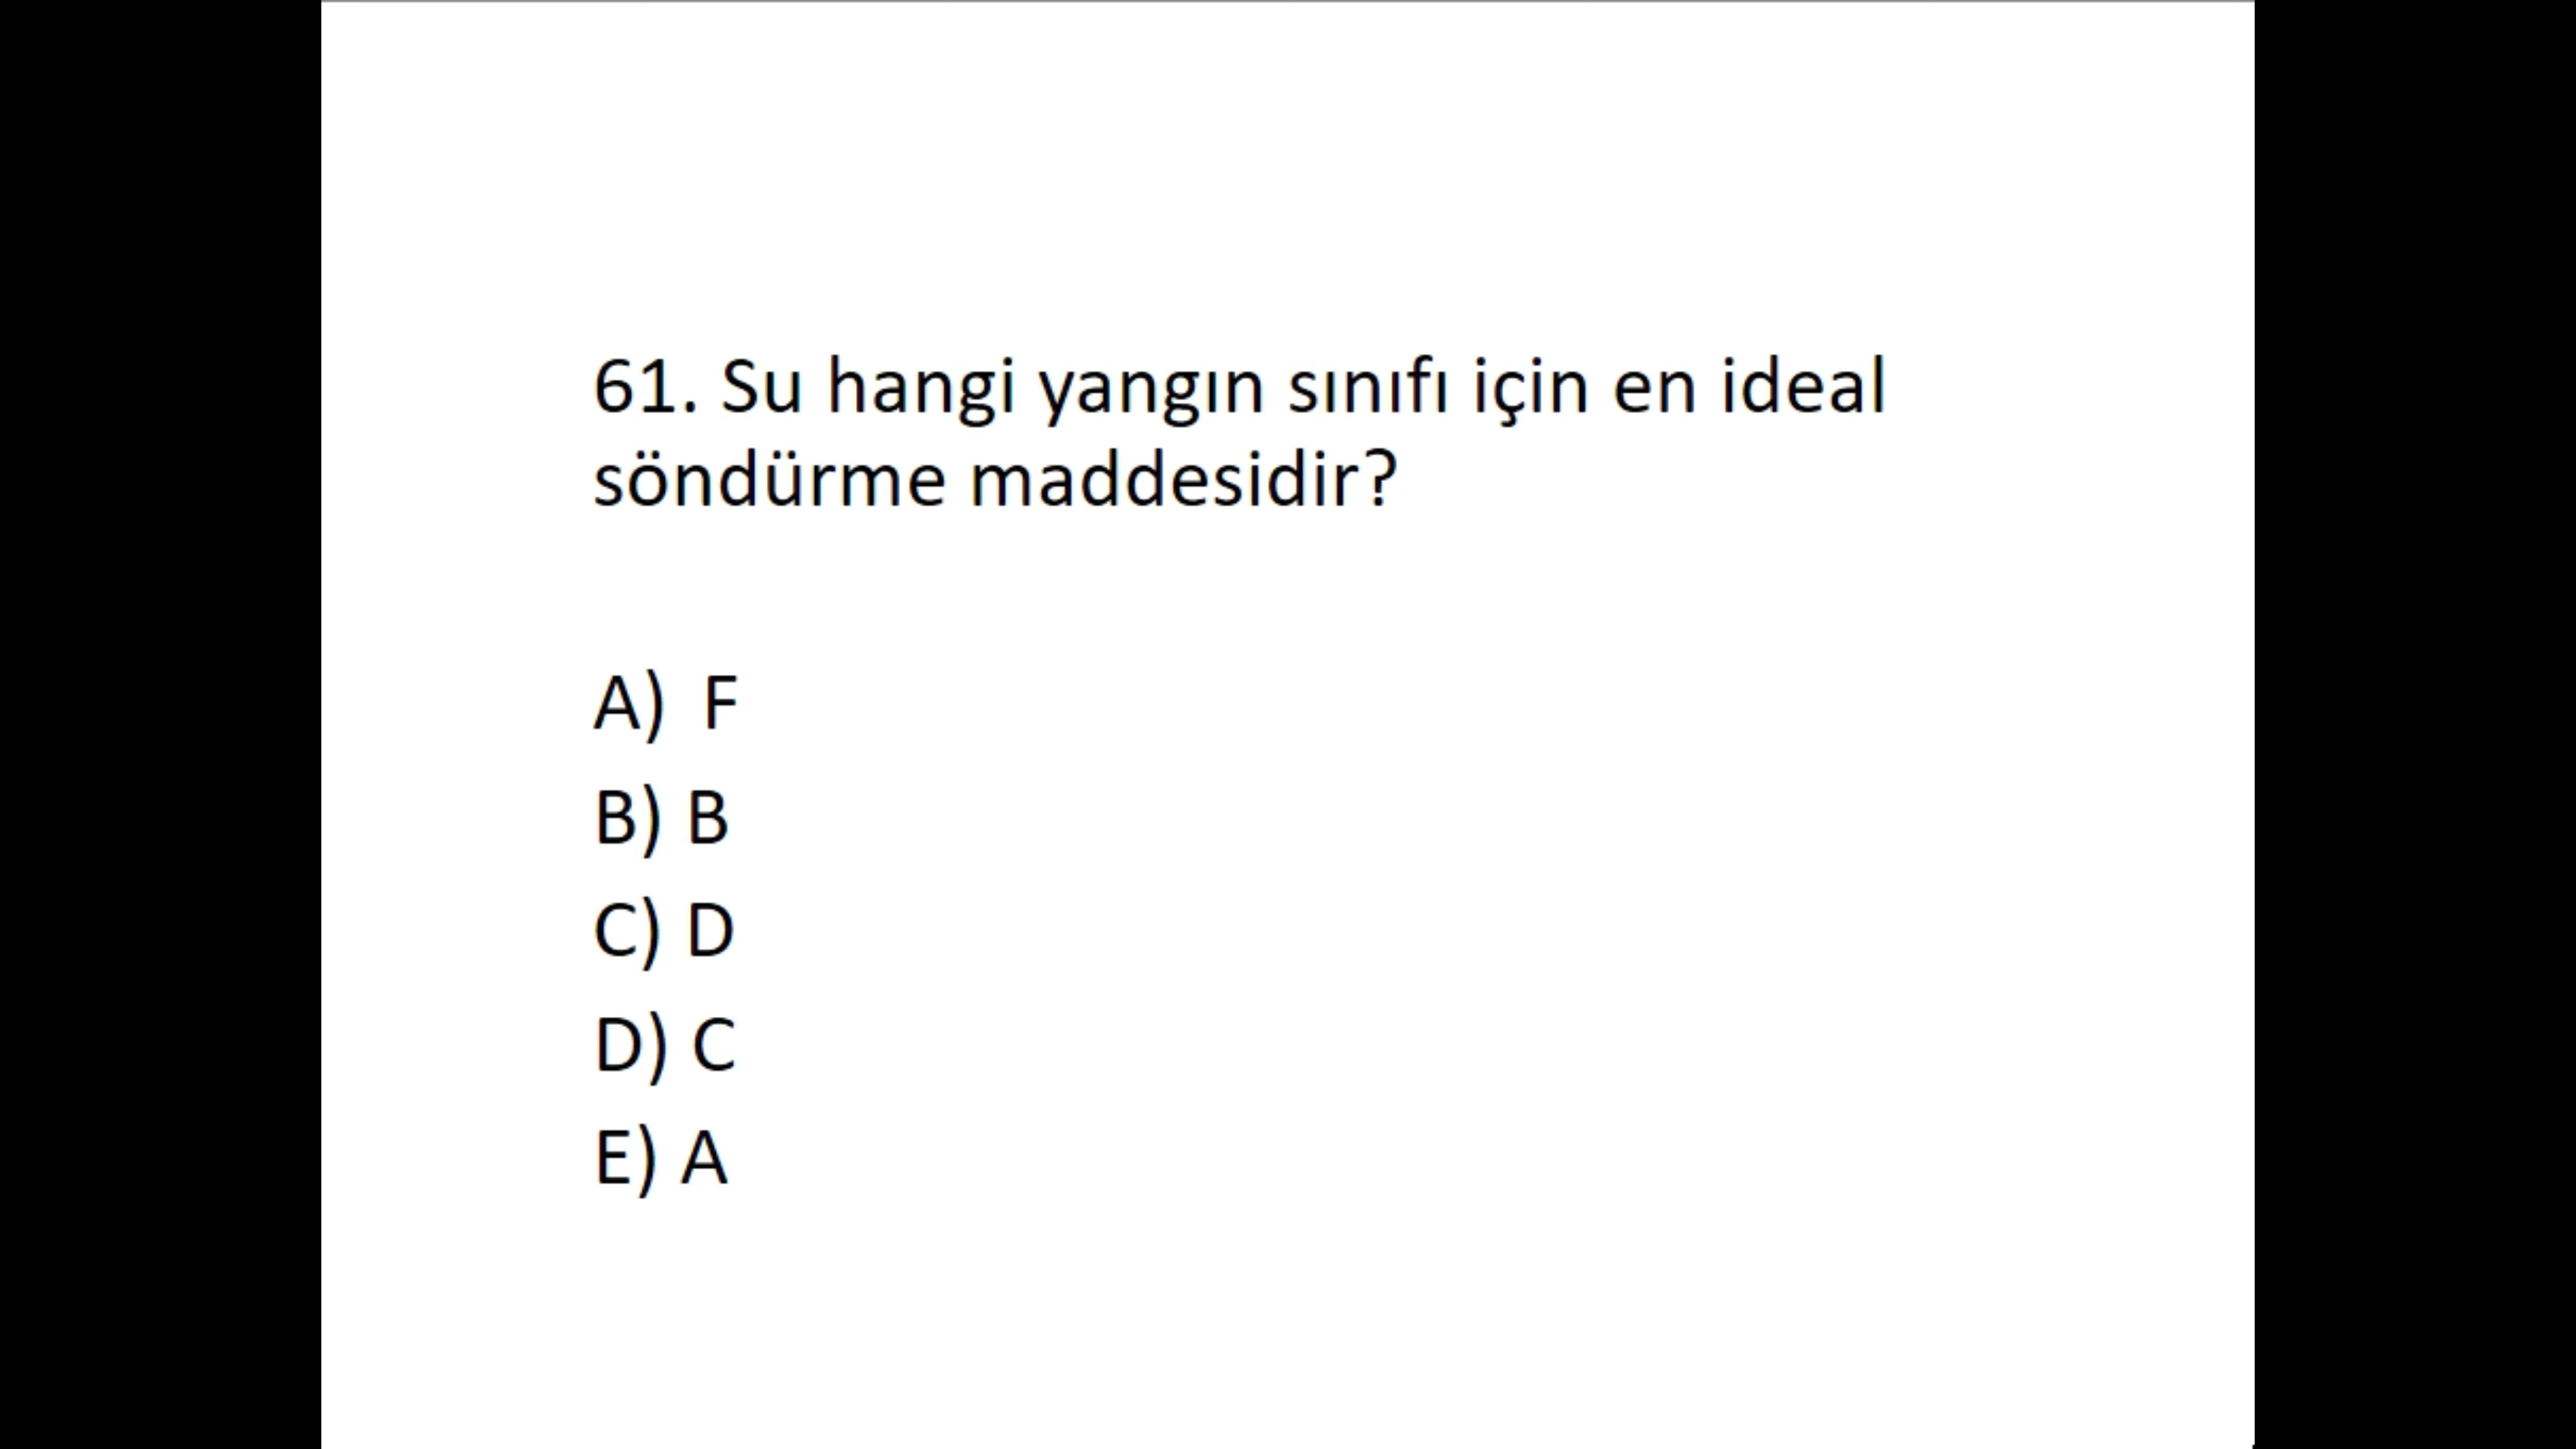 61. Su hangi yangın sınıfı için en ideal
söndürme maddesidir?
A) F
B) B
C) D
D) C
E) A